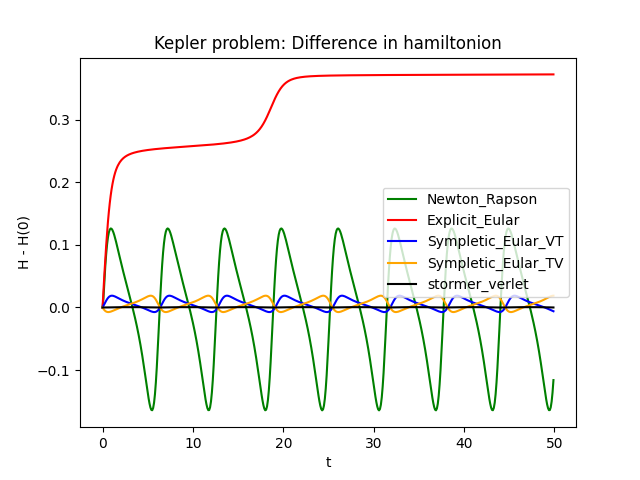 Kepler problem: Difference in hamiltonion
H - H(0)
0.3
0.2
0.1
0.0
−0.1
Newton_Rapson
Explicit_Eular
Sympletic_Eular_VT
Sympletic_Eular_TV
stormer_verlet
0 10 20 30 40 50
t